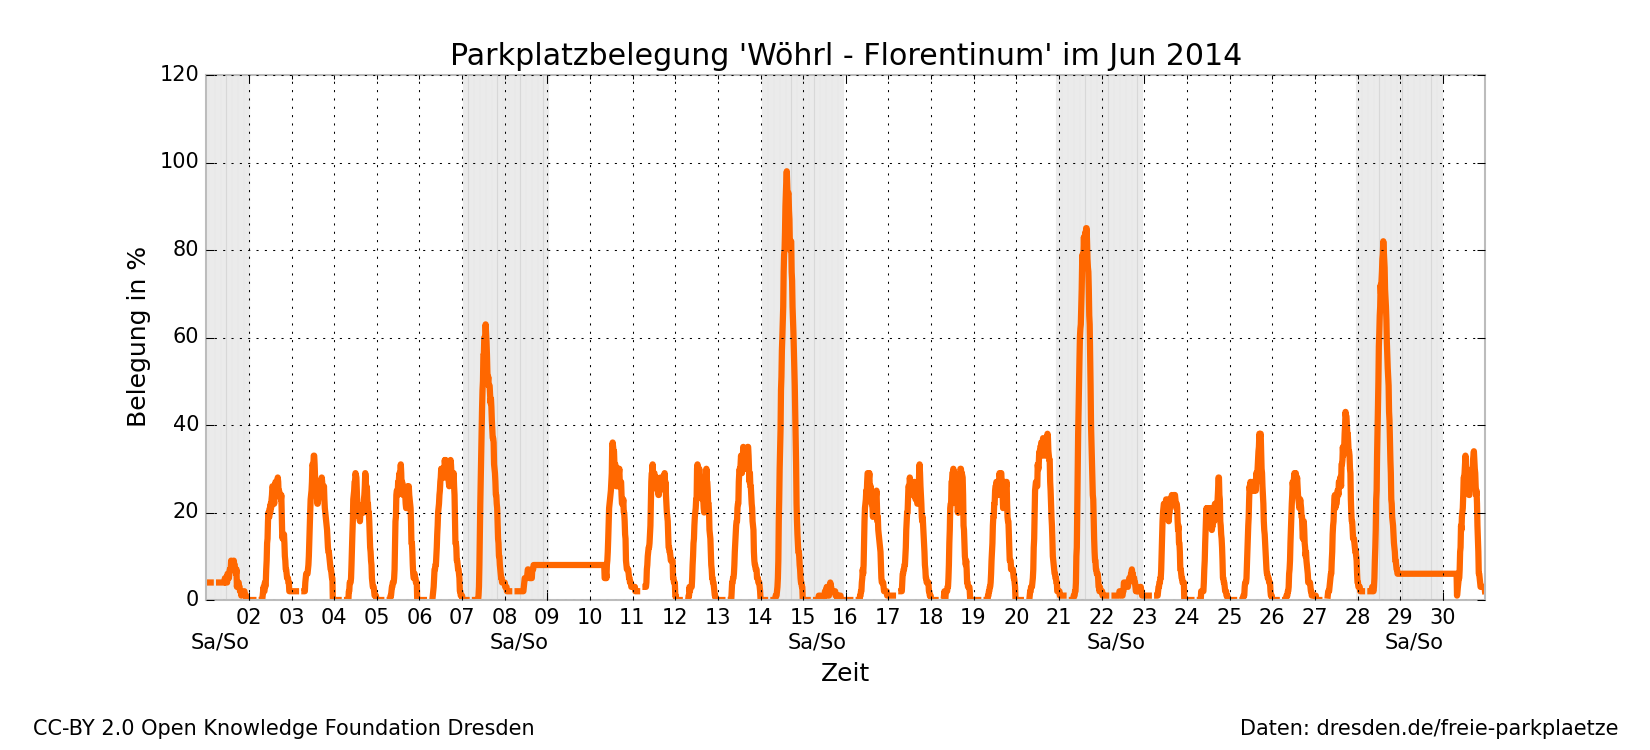 Parkplatzbelegung 'Wöhrl - Florentinum' im Jun 2014
120
100
80
60
40
20
0
Belegung in %
02 03 04 05 06 07 08 09 10 11 12 13 14 15 16 17 18 19 20 21 22 23 24 25 26 27 28 29 30
Sa/So Sa/So Sa/So Sa/So Sa/So
Zeit
CC-BY 2.0 Open Knowledge Foundation Dresden
Daten: dresden.de/freie-parkplaetze